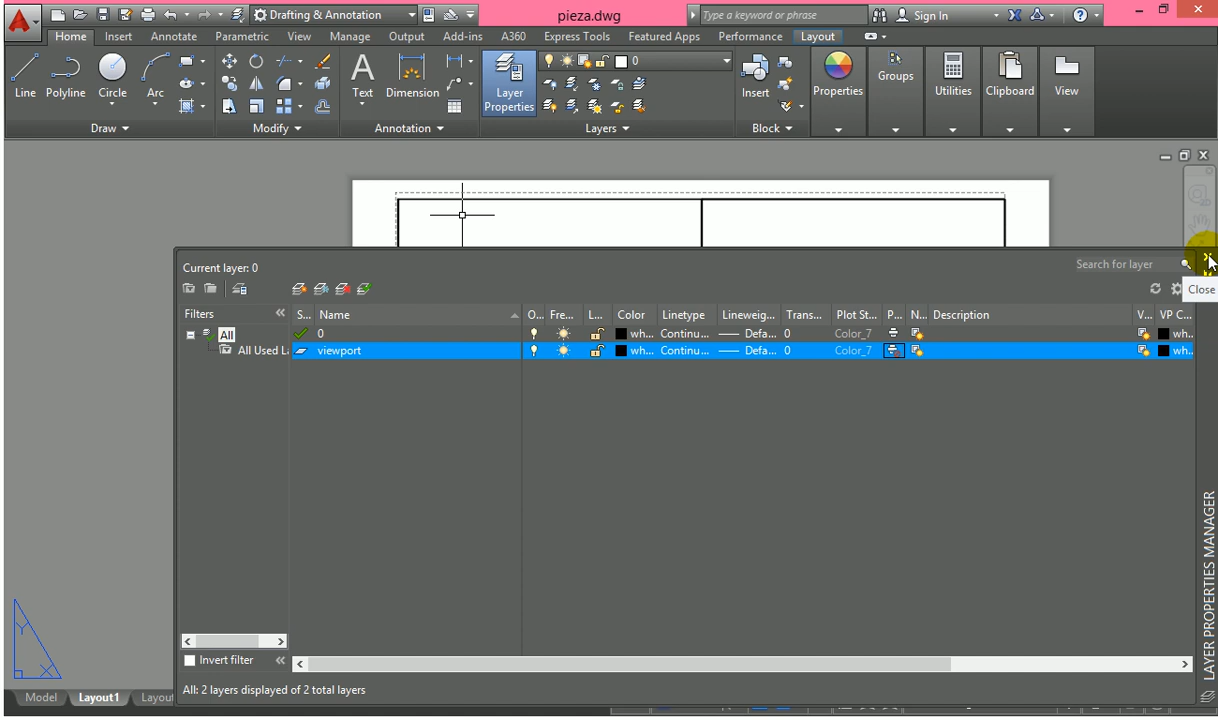 Drafting & Annotation
pieza.dwg
Type a keyword or phrase
Sign In
Home Insert Annotate Parametric View Manage Output Add-ins A360 Express Tools Featured Apps Performance Layout
0
Line Polyline Circle Arc
Text Dimension
Layer Properties
Insert
Properties
Groups
Utilities
Clipboard
View
Draw Modify Annotation Layers Block
Current layer: 0
Search for layer
Close
Filters
S... Name O... Fre... L... Color Linetype Lineweig... Trans... Plot St... P... N... Description V... VP C...
All
0 wh... Continu... Defa... 0 Color_7 wh...
All Used La
viewport wh... Continu... Defa... 0 Color_7 wh...
Y
X
Invert filter
All: 2 layers displayed of 2 total layers
LAYER PROPERTIES MANAGER
Model Layout1 Layou